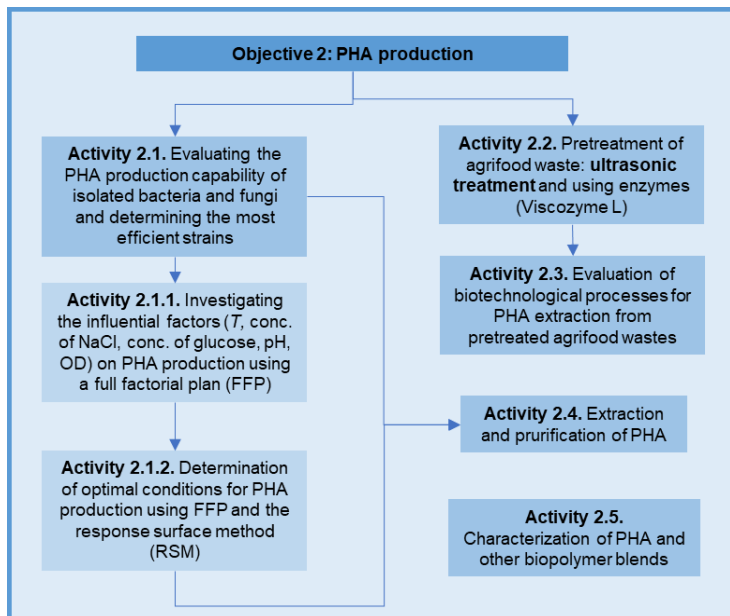 Objective 2: PHA production
Activity 2.1. Evaluating the
PHA production capability of
isolated bacteria and fungi
and determining the most
efficient strains
Activity 2.1.1. Investigating
the influential factors (T, conc.
of NaCl, conc. of glucose, pH,
OD) on PHA production using
a full factorial plan (FFP)
Activity 2.1.2. Determination
of optimal conditions for PHA
production using FFP and the
response surface method
(RSM)
Activity 2.2. Pretreatment of
agrifood waste: ultrasonic
treatment and using enzymes
(Viscozyme L)
Activity 2.3. Evaluation of
biotechnological processes for
PHA extraction from
pretreated agrifood wastes
Activity 2.4. Extraction
and prurification of PHA
Activity 2.5.
Characterization of PHA and
other biopolymer blends